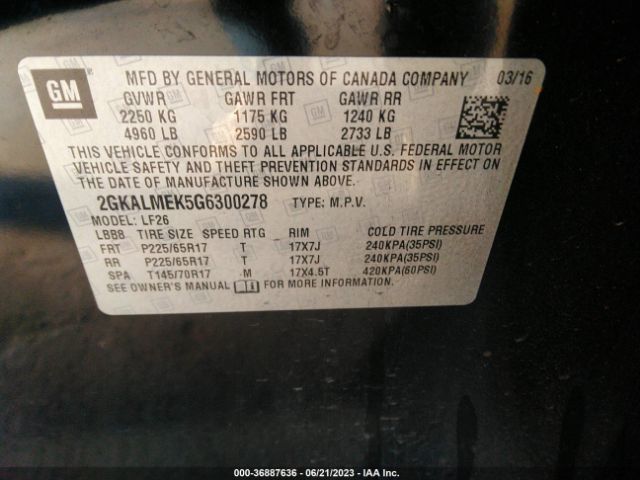 GM
MFD BY GENERAL MOTORS OF CANADA COMPANY 03/16
GVWR GAWR FRT GAWR RR
2250 KG 1175 KG 1240 KG
4960 LB 2590 LB 2733 LB
THIS VEHICLE CONFORMS TO ALL APPLICABLE U.S. FEDERAL MOTOR
VEHICLE SAFETY AND THEFT PREVENTION STANDARDS IN EFFECT ON
THE DATE OF MANUFACTURE SHOWN ABOVE.
2GKALMEK5G6300278 TYPE: M.P.V.
MODEL: LF26
LBB8 TIRE SIZE SPEED RTG RIM COLD TIRE PRESSURE
FRT P225/65R17 T 17X7J 240KPA(35PSI)
RR P225/65R17 T 17X7J 240KPA(35PSI)
SPA T145/70R17 M 17X4.5T 420KPA(60PSI)
SEE OWNER'S MANUAL FOR MORE INFORMATION.
000-36887636 - 06/21/2023 - IAA Inc.